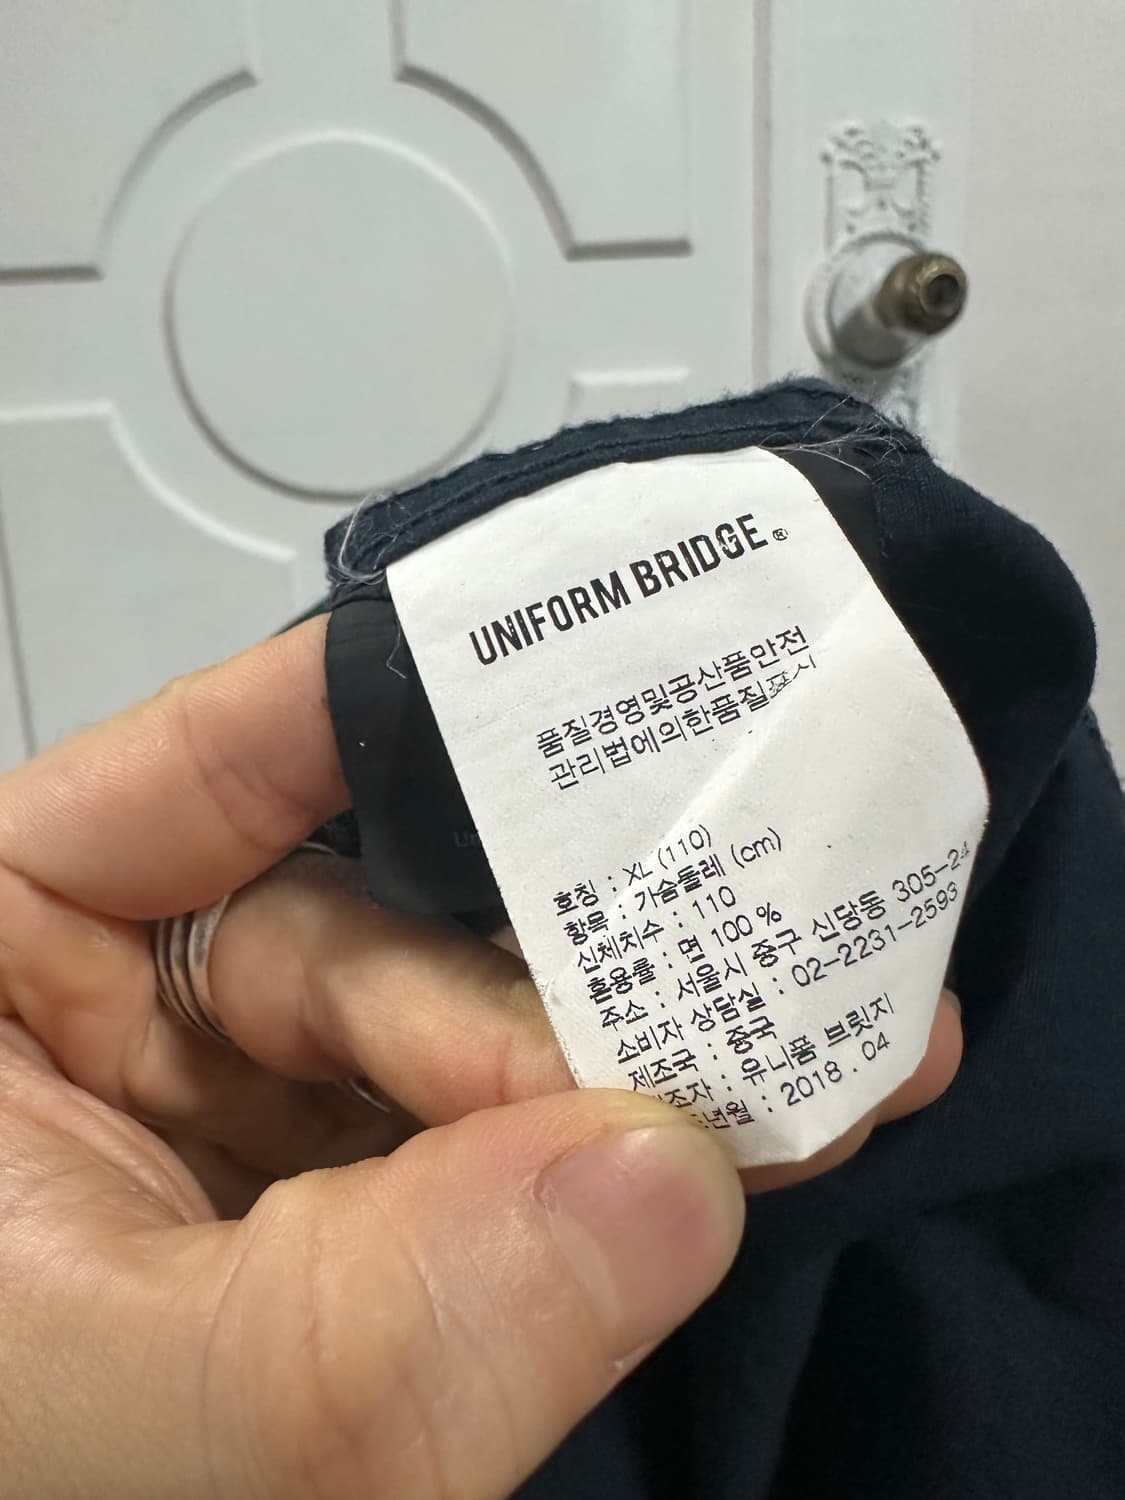 UNIFORM BRIDGE®
품질경영및공산품안전
관리법에의한품질표시
호칭 : XL (110)
항목 : 가슴둘레 (cm)
신체치수 : 110
혼용률 : 면 100 %
주소 : 서울시 중구 신당동 305-24
소비자 상담실 : 02-2231-2593
제조국 : 중국
조자 : 유니폼 브릿지
년월 : 2018 . 04